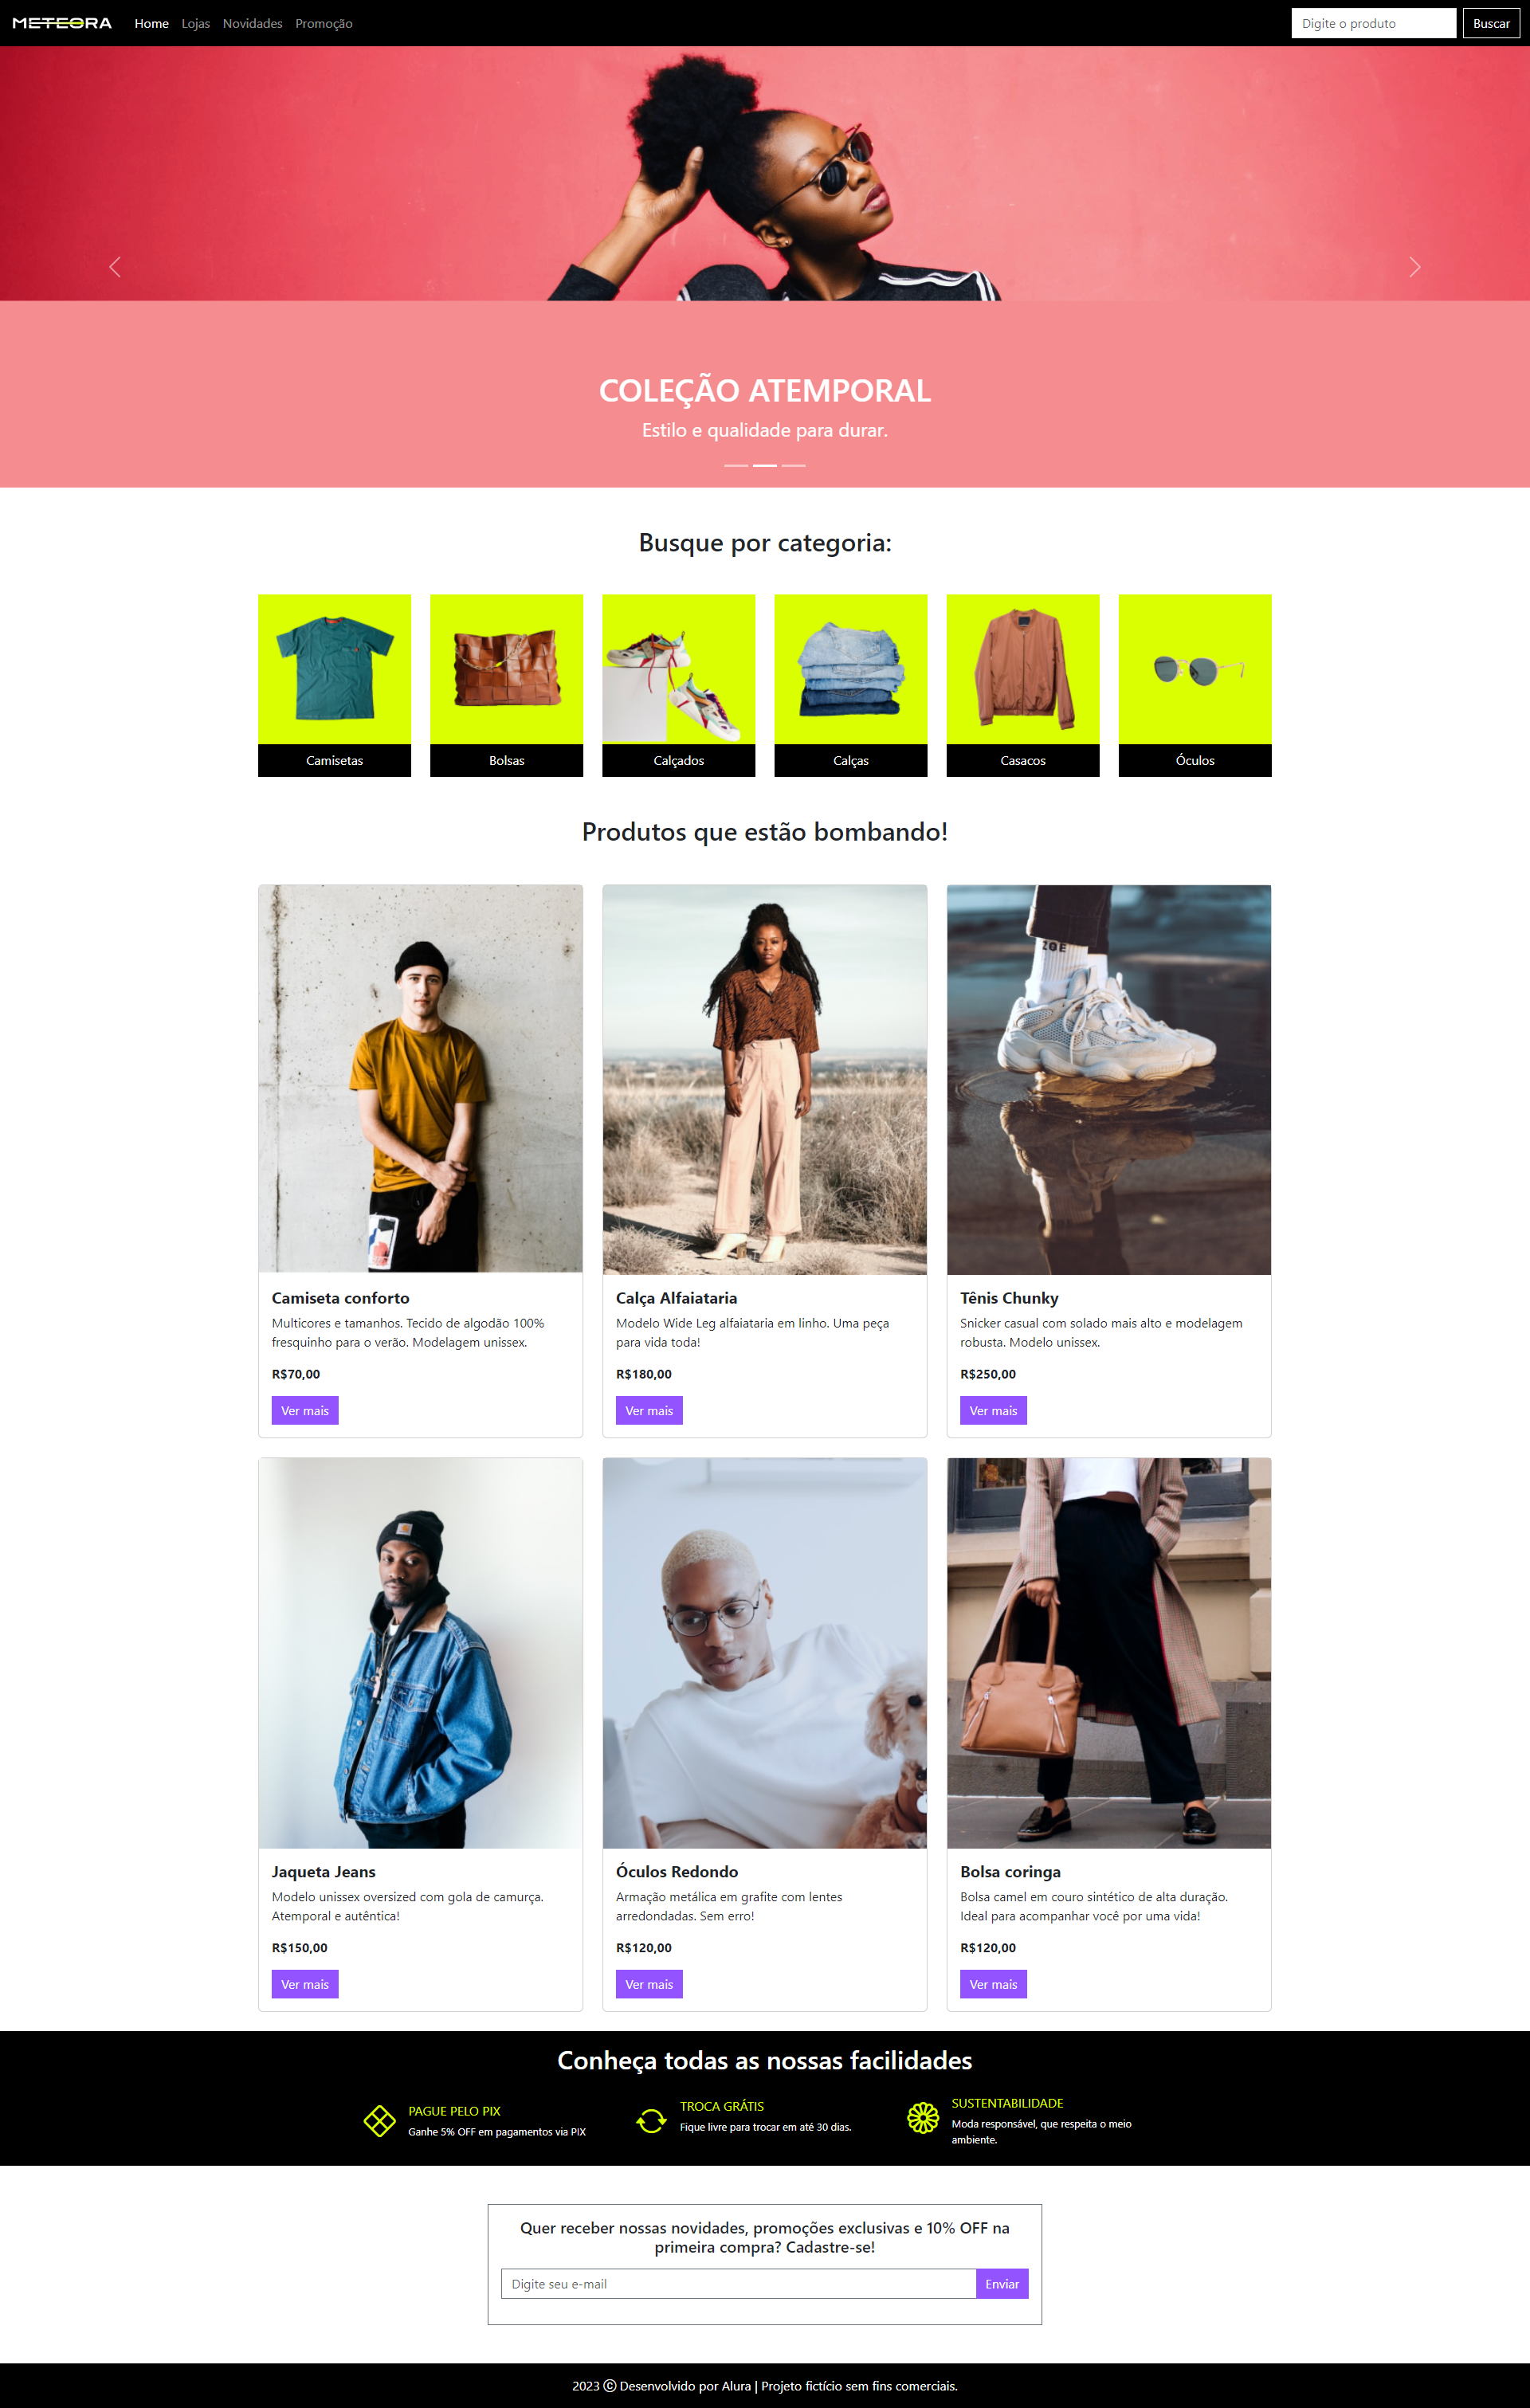 METEORA
Home Lojas Novidades Promoção
Digite o produto
Buscar
COLEÇÃO ATEMPORAL
Estilo e qualidade para durar.
Busque por categoria:
Camisetas
Bolsas
Calçados
Calças
Casacos
Óculos
Produtos que estão bombando!
ZOE
Camiseta conforto
Multicores e tamanhos. Tecido de algodão 100%
fresquinho para o verão. Modelagem unissex.
R$70,00
Ver mais
Calça Alfaiataria
Modelo Wide Leg alfaiataria em linho. Uma peça
para vida toda!
R$180,00
Ver mais
Tênis Chunky
Snicker casual com solado mais alto e modelagem
robusta. Modelo unissex.
R$250,00
Ver mais
Jaqueta Jeans
Modelo unissex oversized com gola de camurça.
Atemporal e autêntica!
R$150,00
Ver mais
Óculos Redondo
Armação metálica em grafite com lentes
arredondadas. Sem erro!
R$120,00
Ver mais
Bolsa coringa
Bolsa camel em couro sintético de alta duração.
Ideal para acompanhar você por uma vida!
R$120,00
Ver mais
Conheça todas as nossas facilidades
PAGUE PELO PIX
Ganhe 5% OFF em pagamentos via PIX
TROCA GRÁTIS
Fique livre para trocar em até 30 dias.
SUSTENTABILIDADE
Moda responsável, que respeita o meio
ambiente.
Quer receber nossas novidades, promoções exclusivas e 10% OFF na
primeira compra? Cadastre-se!
Digite seu e-mail
Enviar
2023 © Desenvolvido por Alura | Projeto fictício sem fins comerciais.